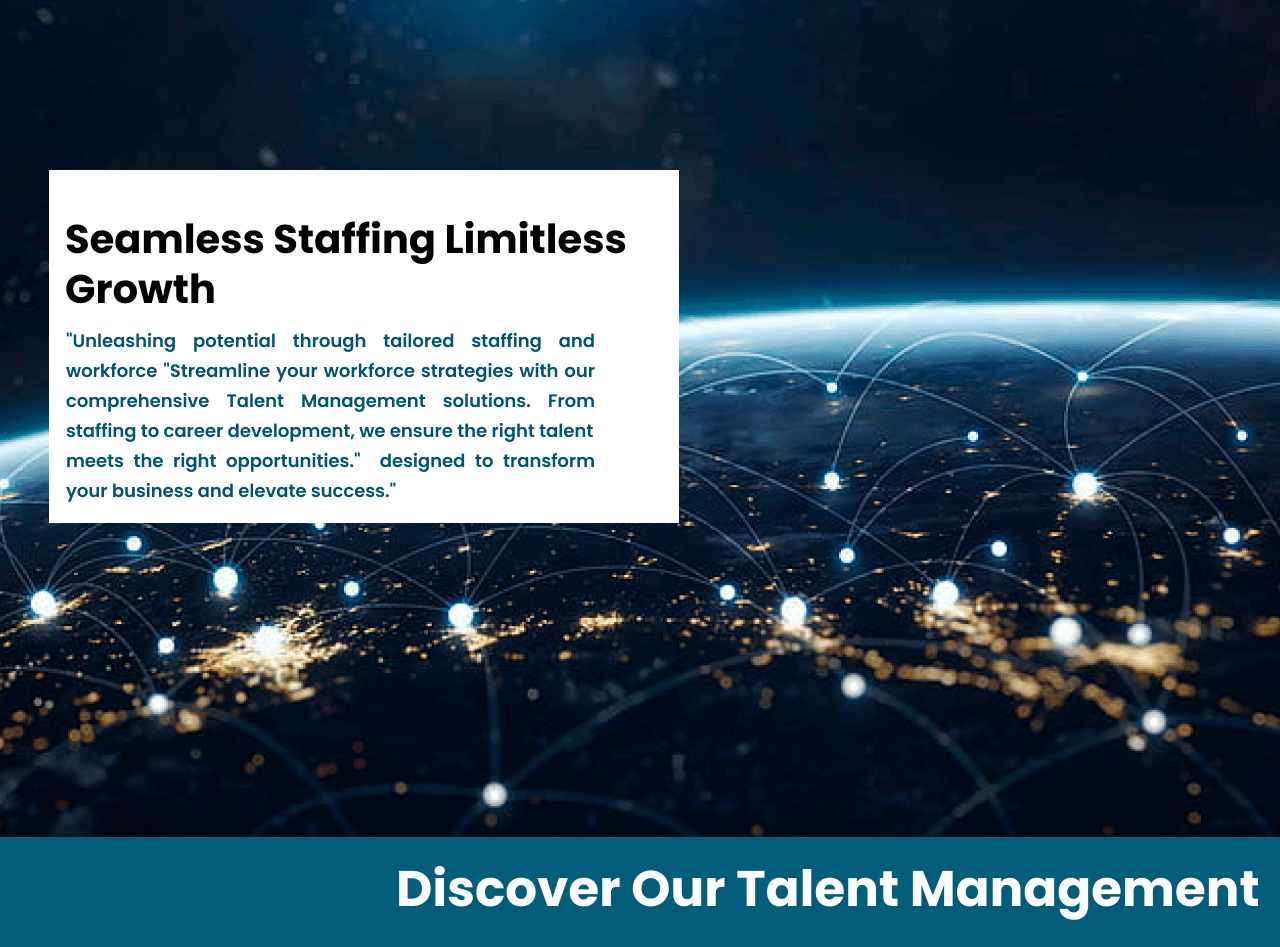 Seamless Staffing Limitless
Growth
"Unleashing potential through tailored staffing and
workforce "Streamline your workforce strategies with our
comprehensive Talent Management solutions. From
staffing to career development, we ensure the right talent
meets the right opportunities." designed to transform
your business and elevate success."
Discover Our Talent Management